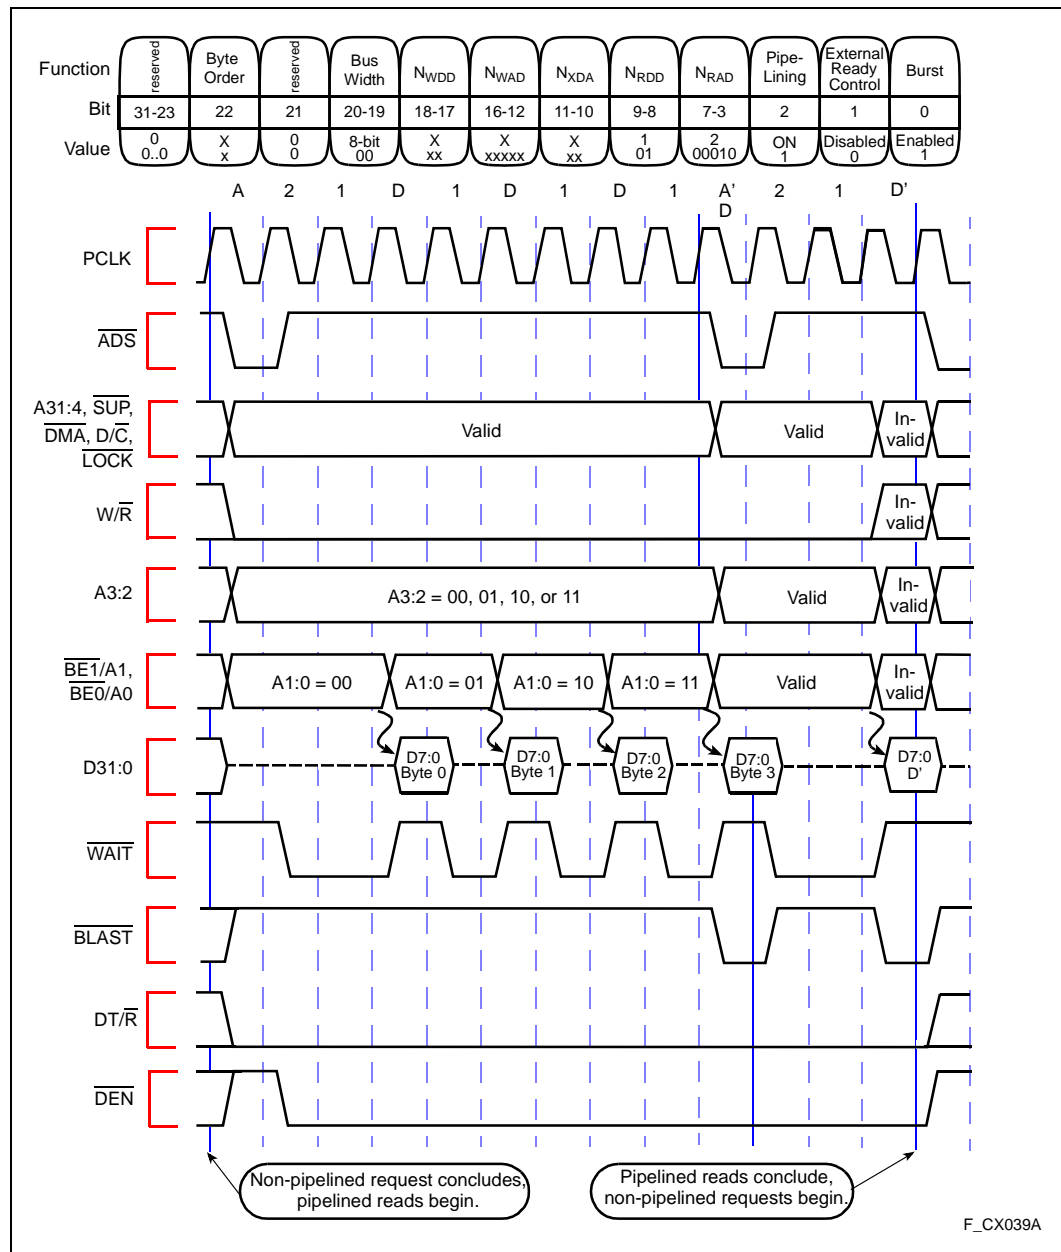 Function reserved Byte Order reserved Bus Width NWDD NWAD NXDA NRDD NRAD Pipe-Lining External Ready Control Burst
Bit 31-23 22 21 20-19 18-17 16-12 11-10 9-8 7-3 2 1 0
Value 0 X 0 8-bit X X X 1 2 ON Disabled Enabled
0..0 x 0 00 xx xxxxx xx 01 00010 1 0 1
A 2 1 D 1 D 1 D 1 A' 2 1 D'
D
PCLK
ADS
A31:4, SUP,
DMA, D/C,
LOCK
Valid Valid In-valid
W/R
In-valid
A3:2
A3:2 = 00, 01, 10, or 11 Valid In-valid
BE1/A1,
BE0/A0
A1:0 = 00 A1:0 = 01 A1:0 = 10 A1:0 = 11 Valid In-valid
D31:0
D7:0 D7:0 D7:0 D7:0 D7:0
Byte 0 Byte 1 Byte 2 Byte 3 D'
WAIT
BLAST
DT/R
DEN
Non-pipelined request concludes,
pipelined reads begin.
Pipelined reads conclude,
non-pipelined requests begin.
F_CX039A